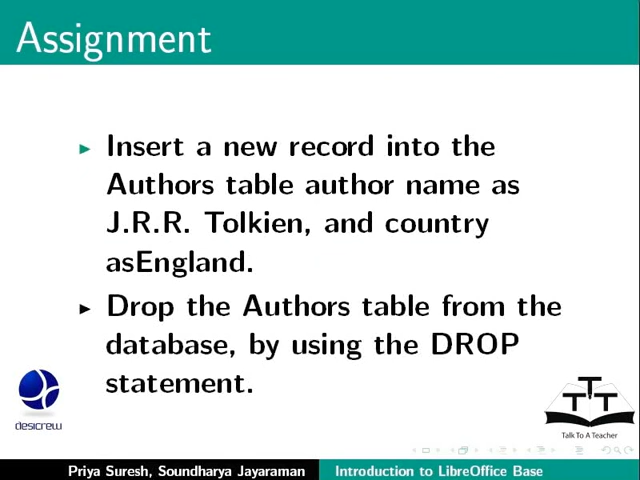 Assignment
Insert a new record into the
Authors table author name as
J.R.R. Tolkien, and country
asEngland.
Drop the Authors table from the
database, by using the DROP
statement.
desicrew
T T T
Talk To A Teacher
Priya Suresh, Soundharya Jayaraman Introduction to LibreOffice Base